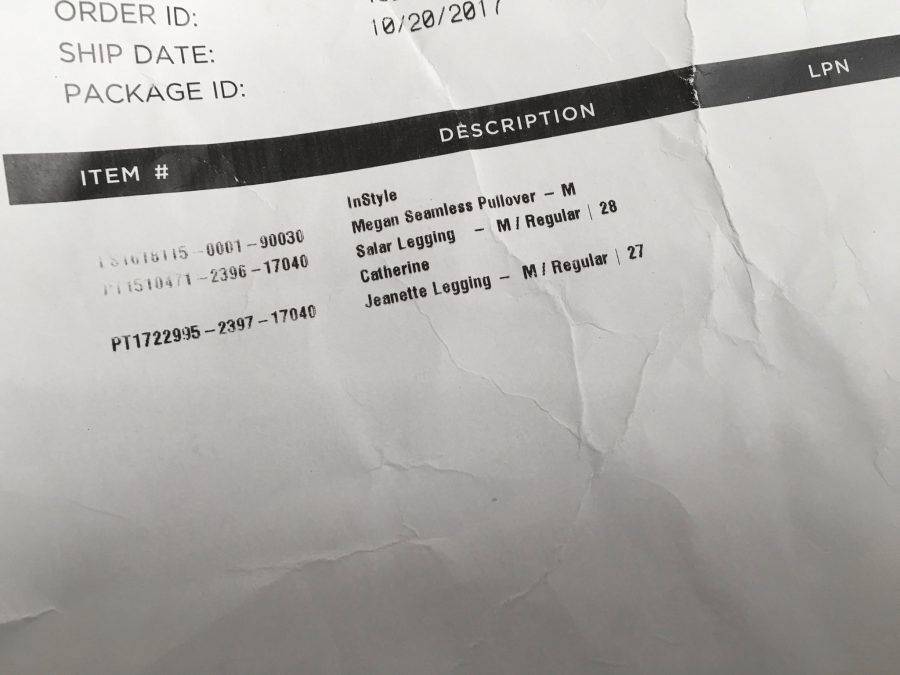 ORDER ID:
SHIP DATE: 10/20/2017
PACKAGE ID:
ITEM # DESCRIPTION LPN
InStyle
Megan Seamless Pullover – M
-0001-90030 Salar Legging – M / Regular | 28
-2396-17040 Catherine
Jeanette Legging – M / Regular | 27
PT1722995-2397-17040